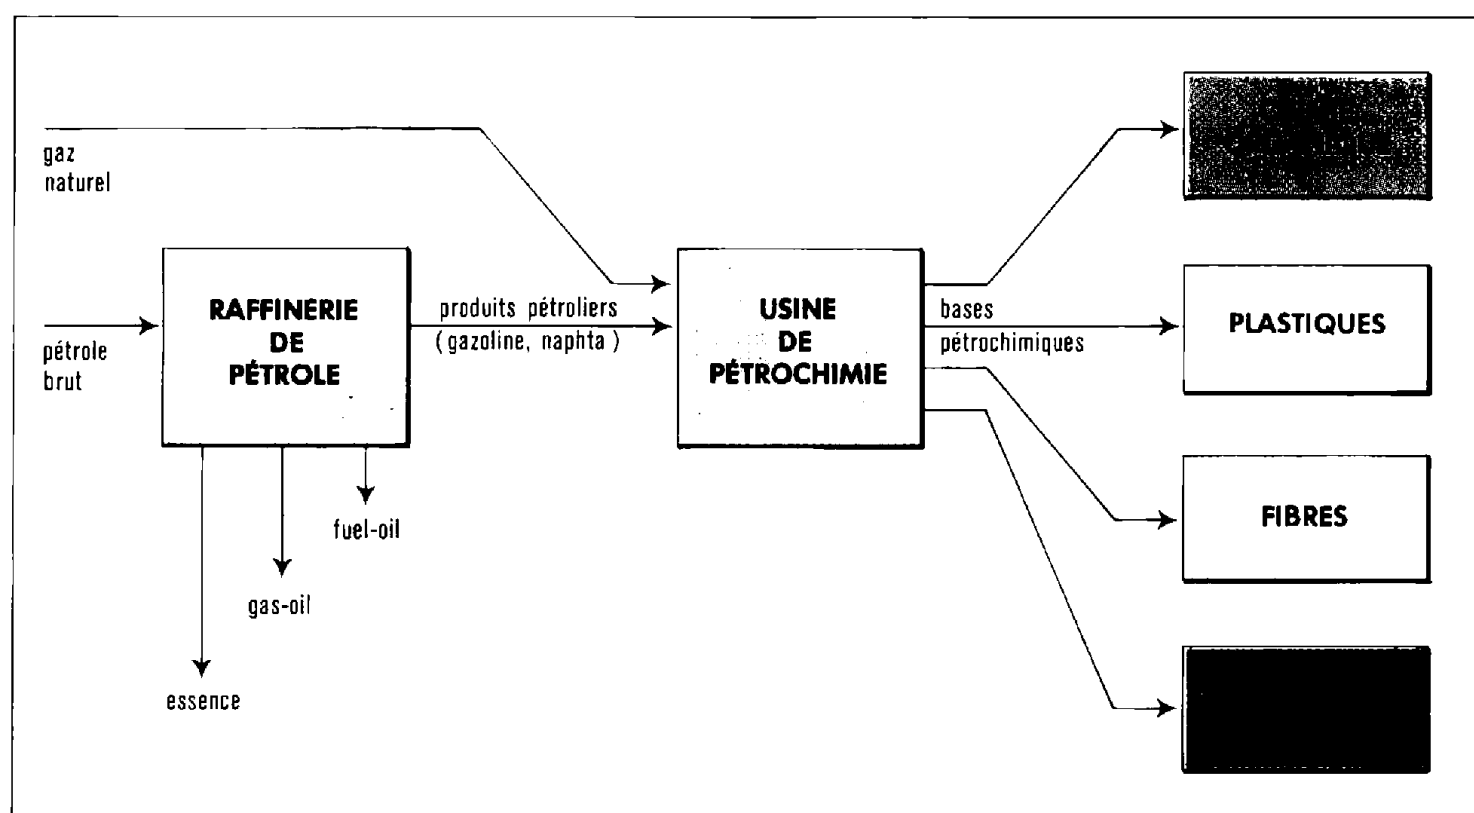 gaz
naturel
RAFFINERIE
DE
PÉTROLE
pétrole
brut
produits pétroliers
(gazoline, naphta)
USINE
DE
PÉTROCHIMIE
bases
pétrochimiques
PLASTIQUES
FIBRES
fuel-oil
gas-oil
essence